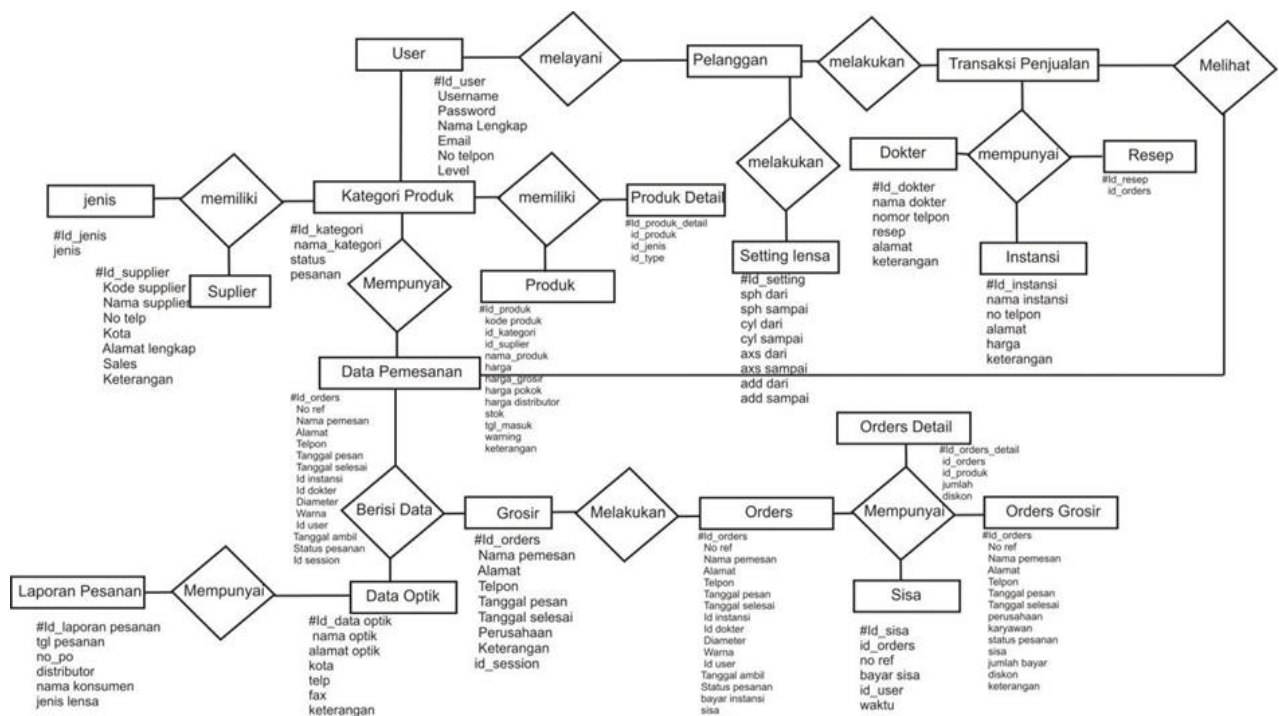 User
melayani
Pelanggan
melakukan
Transaksi Penjualan
Melihat
#Id_user
Username
Password
Nama Lengkap
Email
No telpon
Level
melakukan
Dokter
mempunyai
Resep
#Id_dokter
nama dokter
nomor telpon
resep
alamat
keterangan
#Id_resep
id_orders
jenis
memiliki
Kategori Produk
memiliki
Produk Detail
#Id_jenis
jenis
#Id_kategori
nama_kategori
status
pesanan
#Id_produk_detail
id_produk
id_jenis
id_type
Setting lensa
Instansi
#Id_supplier
Kode supplier
Nama supplier
No telp
Kota
Alamat lengkap
Sales
Keterangan
Suplier
Mempunyai
Produk
#Id_produk
kode produk
id_kategori
id_suplier
nama_produk
harga
harga_grosir
harga pokok
harga distributor
stok
tgl_masuk
warning
keterangan
#Id_setting
sph dari
sph sampai
cyl dari
cyl sampai
axs dari
axs sampai
add dari
add sampai
#Id_instansi
nama instansi
no telpon
alamat
harga
keterangan
Data Pemesanan
#Id_orders
No ref
Nama pemesan
Alamat
Telpon
Tanggal pesan
Tanggal selesai
Id instansi
Id dokter
Diameter
Warna
Id user
Tanggal ambil
Status pesanan
Id session
Orders Detail
#Id_orders_detail
id_orders
id_produk
jumlah
diskon
Berisi Data
Grosir
Melakukan
Orders
Mempunyai
Orders Grosir
#Id_orders
Nama pemesan
Alamat
Telpon
Tanggal pesan
Tanggal selesai
Perusahaan
Keterangan
id_session
#Id_orders
No ref
Nama pemesan
Alamat
Telpon
Tanggal pesan
Tanggal selesai
Id instansi
Id dokter
Diameter
Warna
Id user
Tanggal ambil
Status pesanan
bayar instansi
sisa
#Id_orders
No ref
Nama pemesan
Alamat
Telpon
Tanggal pesan
Tanggal selesai
perusahaan
karyawan
status pesanan
sisa
jumlah bayar
diskon
keterangan
Laporan Pesanan
Mempunyai
Data Optik
Sisa
#Id_laporan pesanan
tgl pesanan
no_po
distributor
nama konsumen
jenis lensa
#Id_data optik
nama optik
alamat optik
kota
telp
fax
keterangan
#Id_sisa
id_orders
no ref
bayar sisa
id_user
waktu